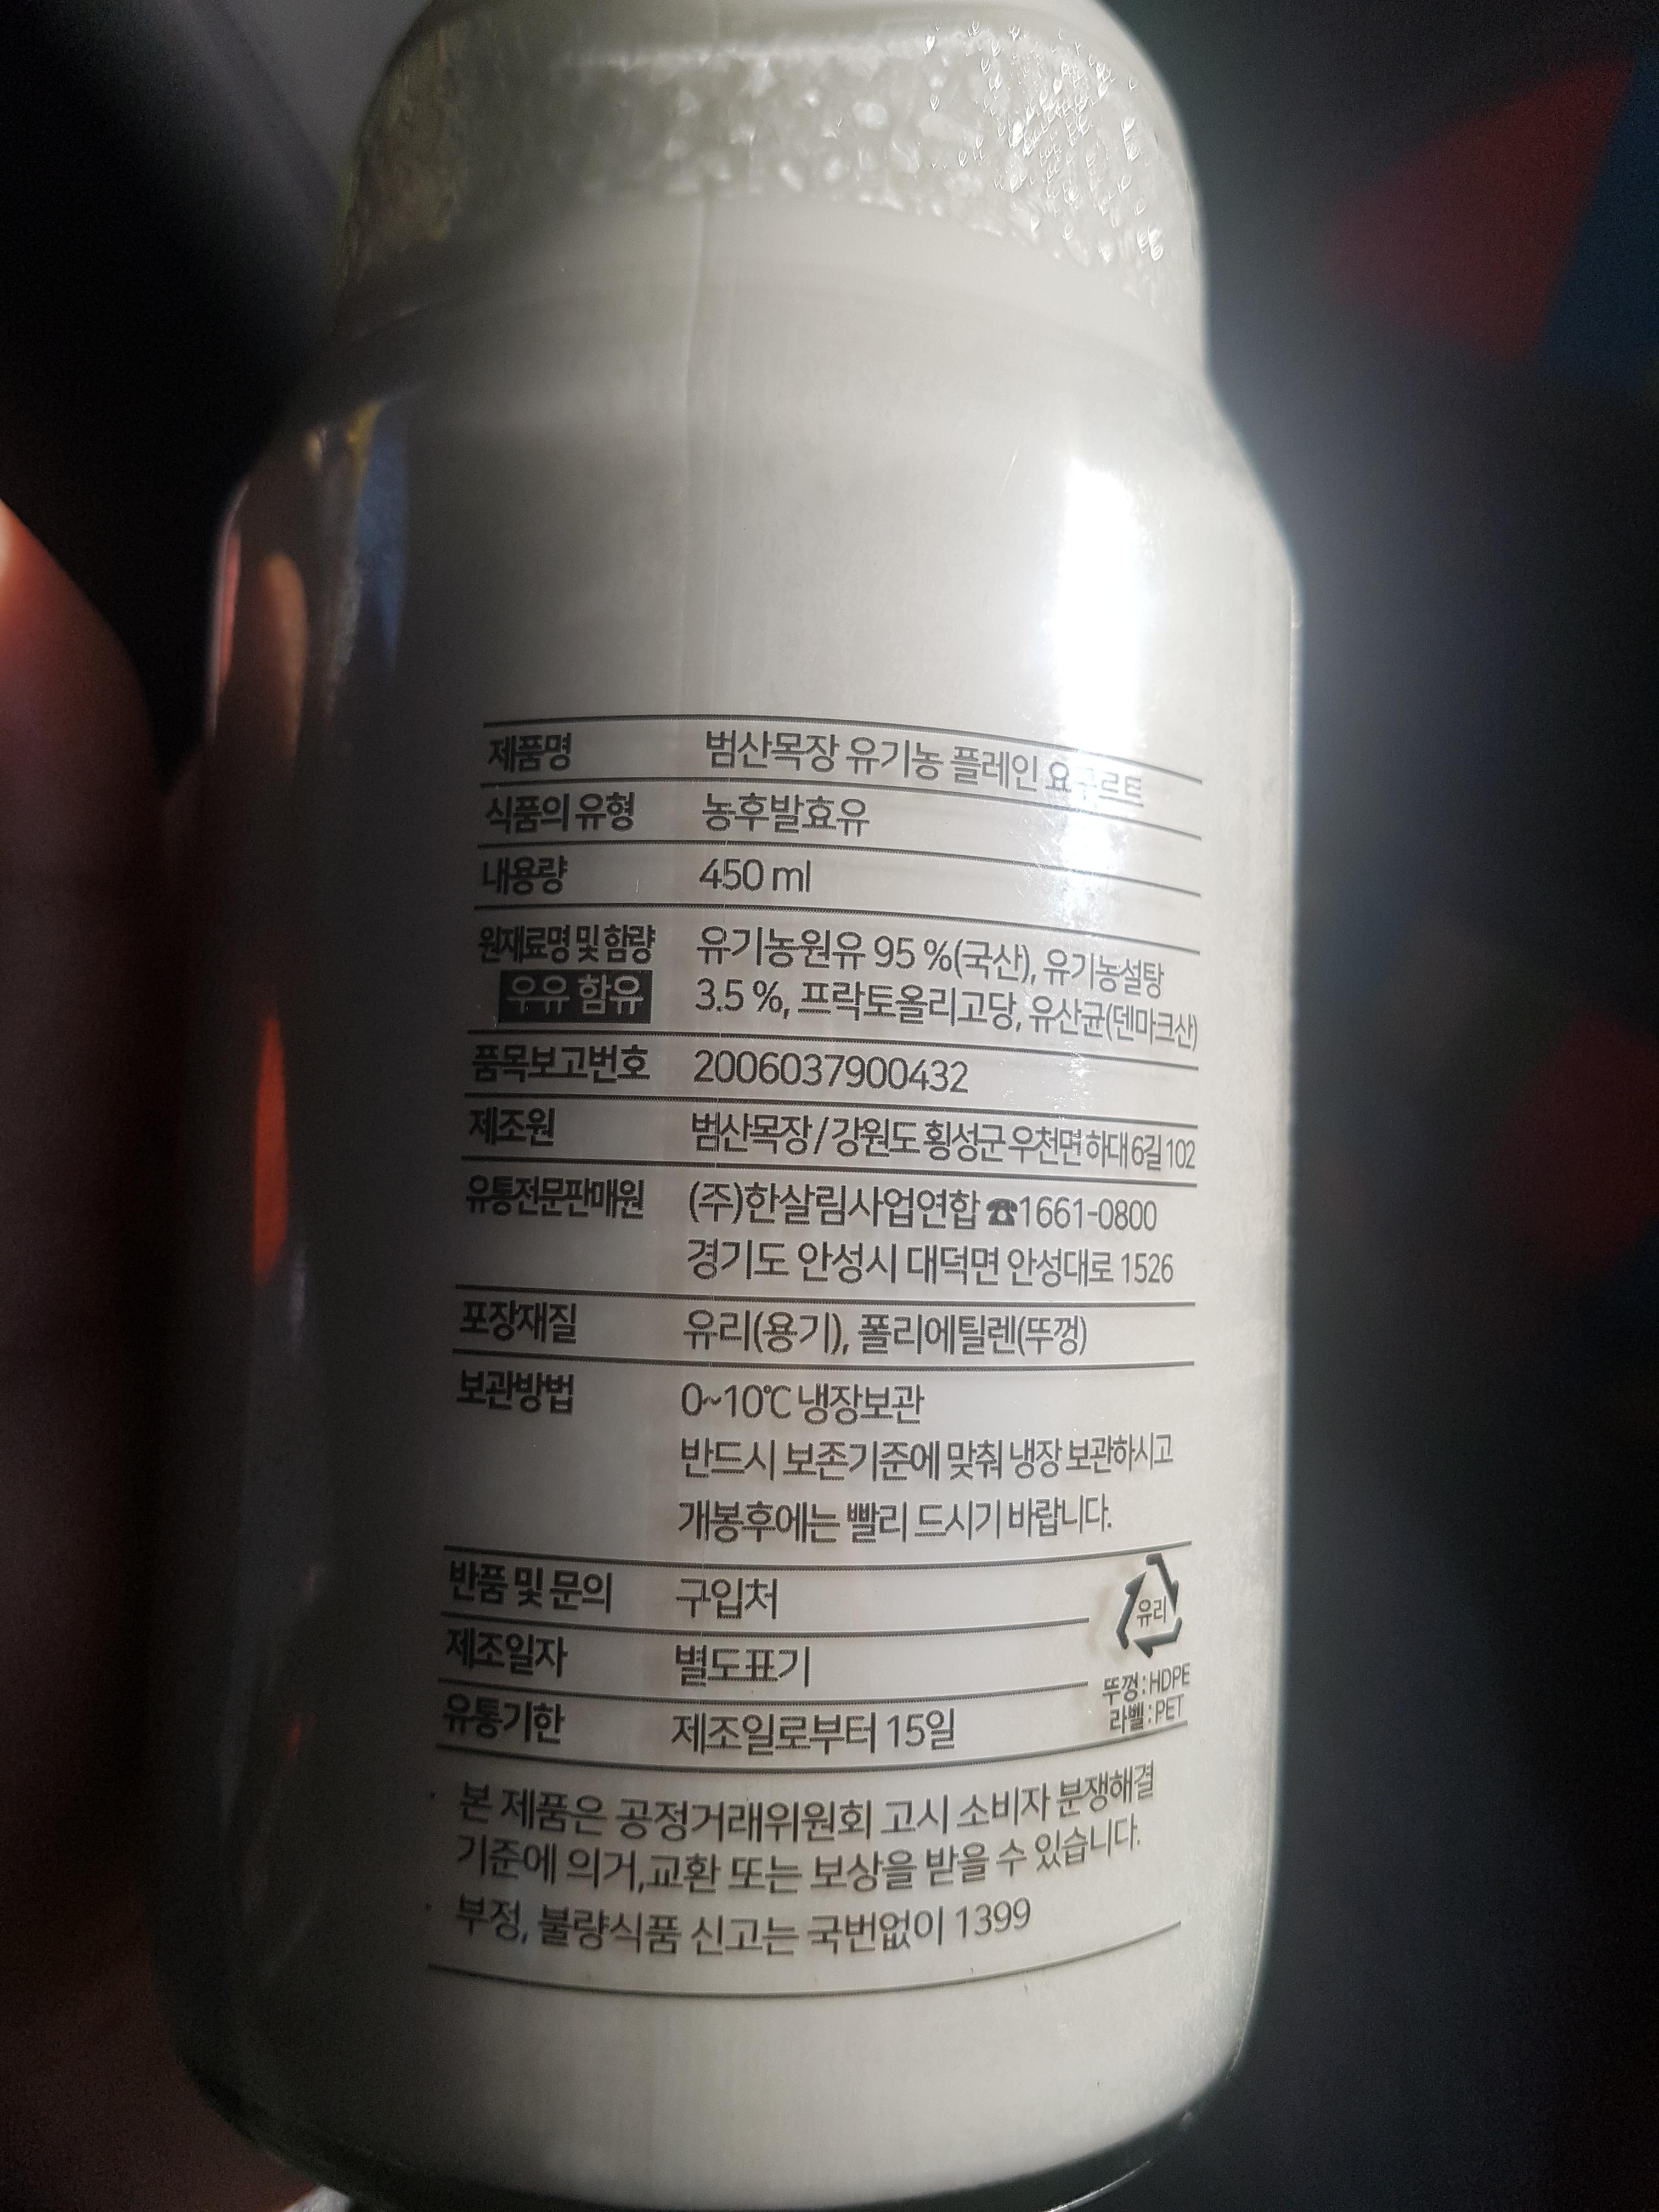 제품명 범산목장 유기농 플레인 요구르트
식품의 유형 농후발효유
내용량 450 ml
원재료명 및 함량 유기농원유 95 %(국산), 유기농설탕
우유 함유 3.5 %, 프락토올리고당, 유산균(덴마크산)
품목보고번호 2006037900432
제조원 범산목장 / 강원도 횡성군 우천면 하대6길 102
유통전문판매원 (주)한살림사업연합 ☎1661-0800
경기도 안성시 대덕면 안성대로 1526
포장재질 유리(용기), 폴리에틸렌(뚜껑)
보관방법 0~10℃ 냉장보관
반드시 보존기준에 맞춰 냉장 보관하시고
개봉후에는 빨리 드시기 바랍니다.
반품 및 문의 구입처
유리
제조일자 별도표기
뚜껑 : HDPE
라벨 : PET
유통기한 제조일로부터 15일
· 본 제품은 공정거래위원회 고시 소비자 분쟁해결
기준에 의거,교환 또는 보상을 받을 수 있습니다.
· 부정, 불량식품 신고는 국번없이 1399